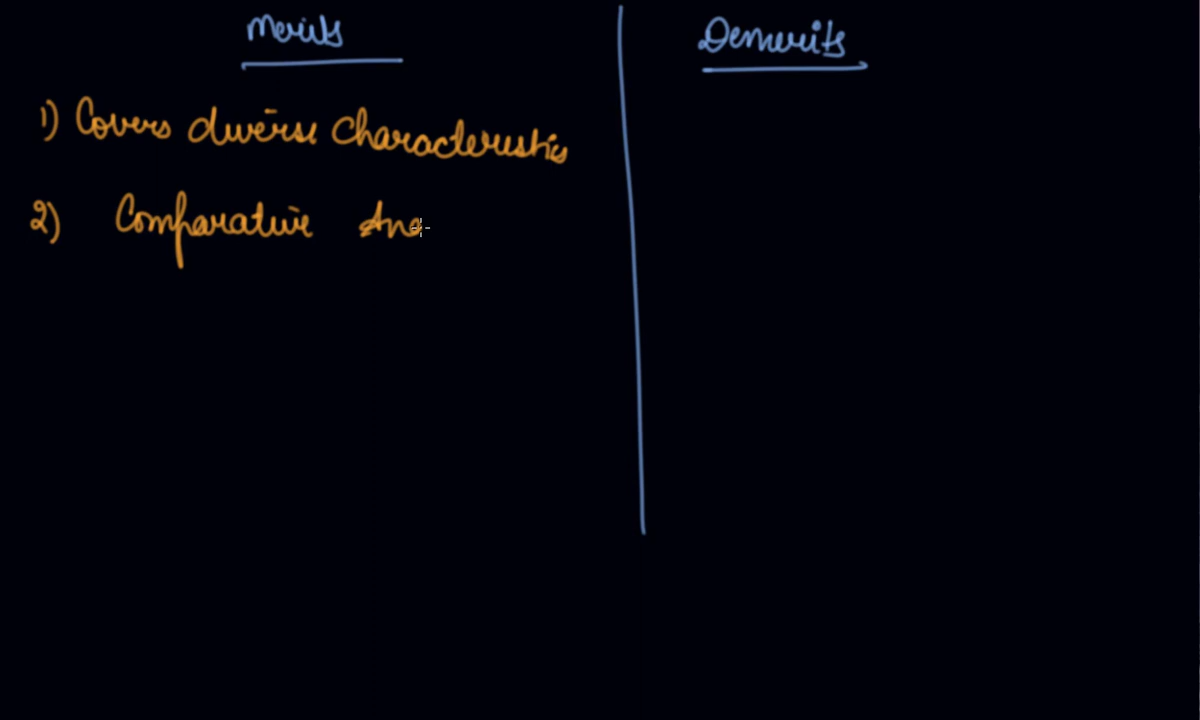 Merits
Demerits
1) Covers diverse Characteristics
2) Comparative Ana